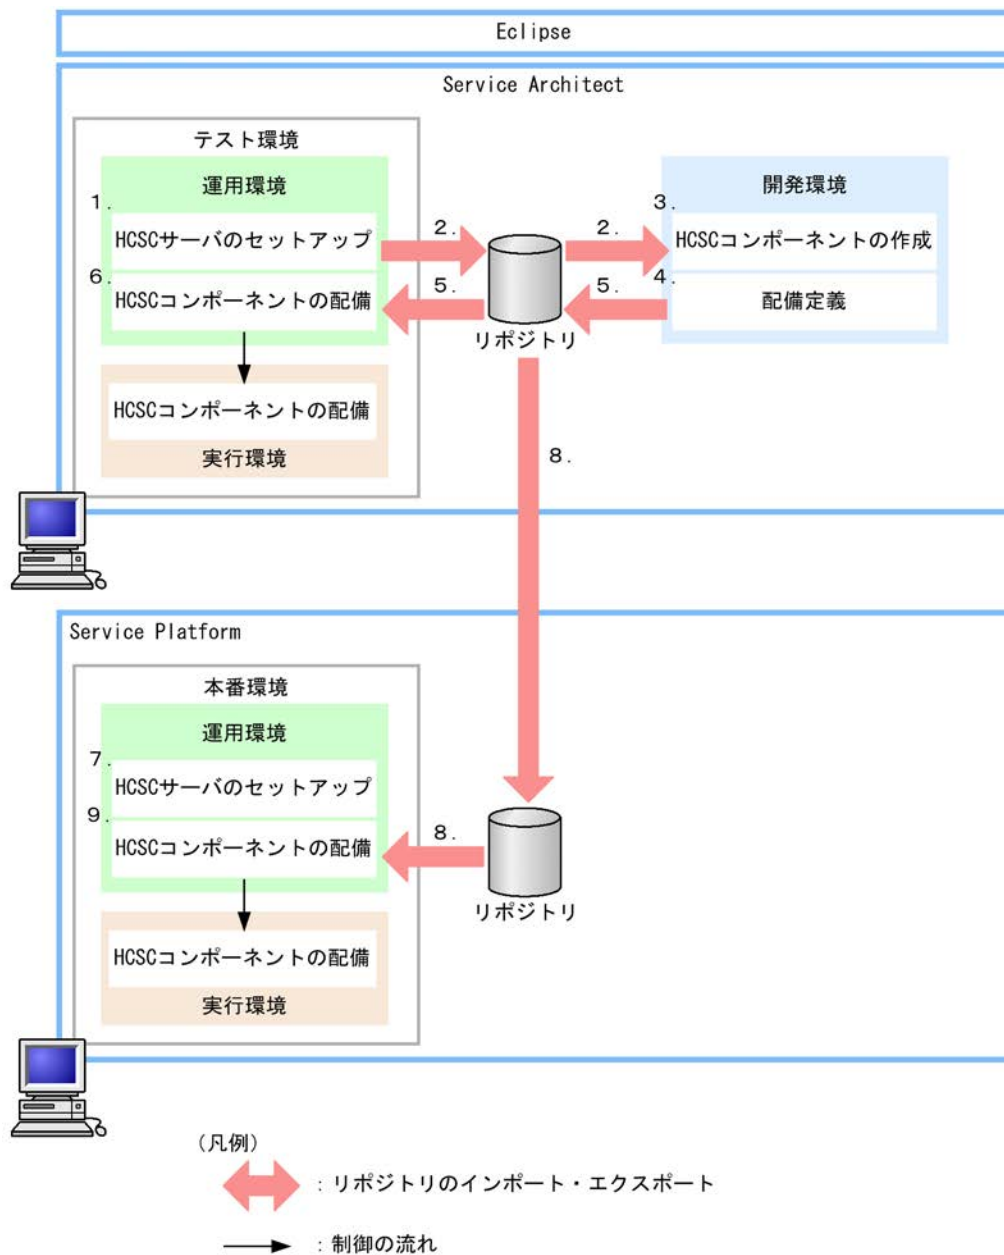 Eclipse
Service Architect
テスト環境
運用環境
開発環境
1.
3.
HCSCサーバのセットアップ
2.
2.
HCSCコンポーネントの作成
6.
5.
5.
4.
HCSCコンポーネントの配備
配備定義
リポジトリ
HCSCコンポーネントの配備
実行環境
8.
Service Platform
本番環境
運用環境
7.
HCSCサーバのセットアップ
9.
8.
HCSCコンポーネントの配備
リポジトリ
HCSCコンポーネントの配備
実行環境
(凡例)
:リポジトリのインポート・エクスポート
:制御の流れ